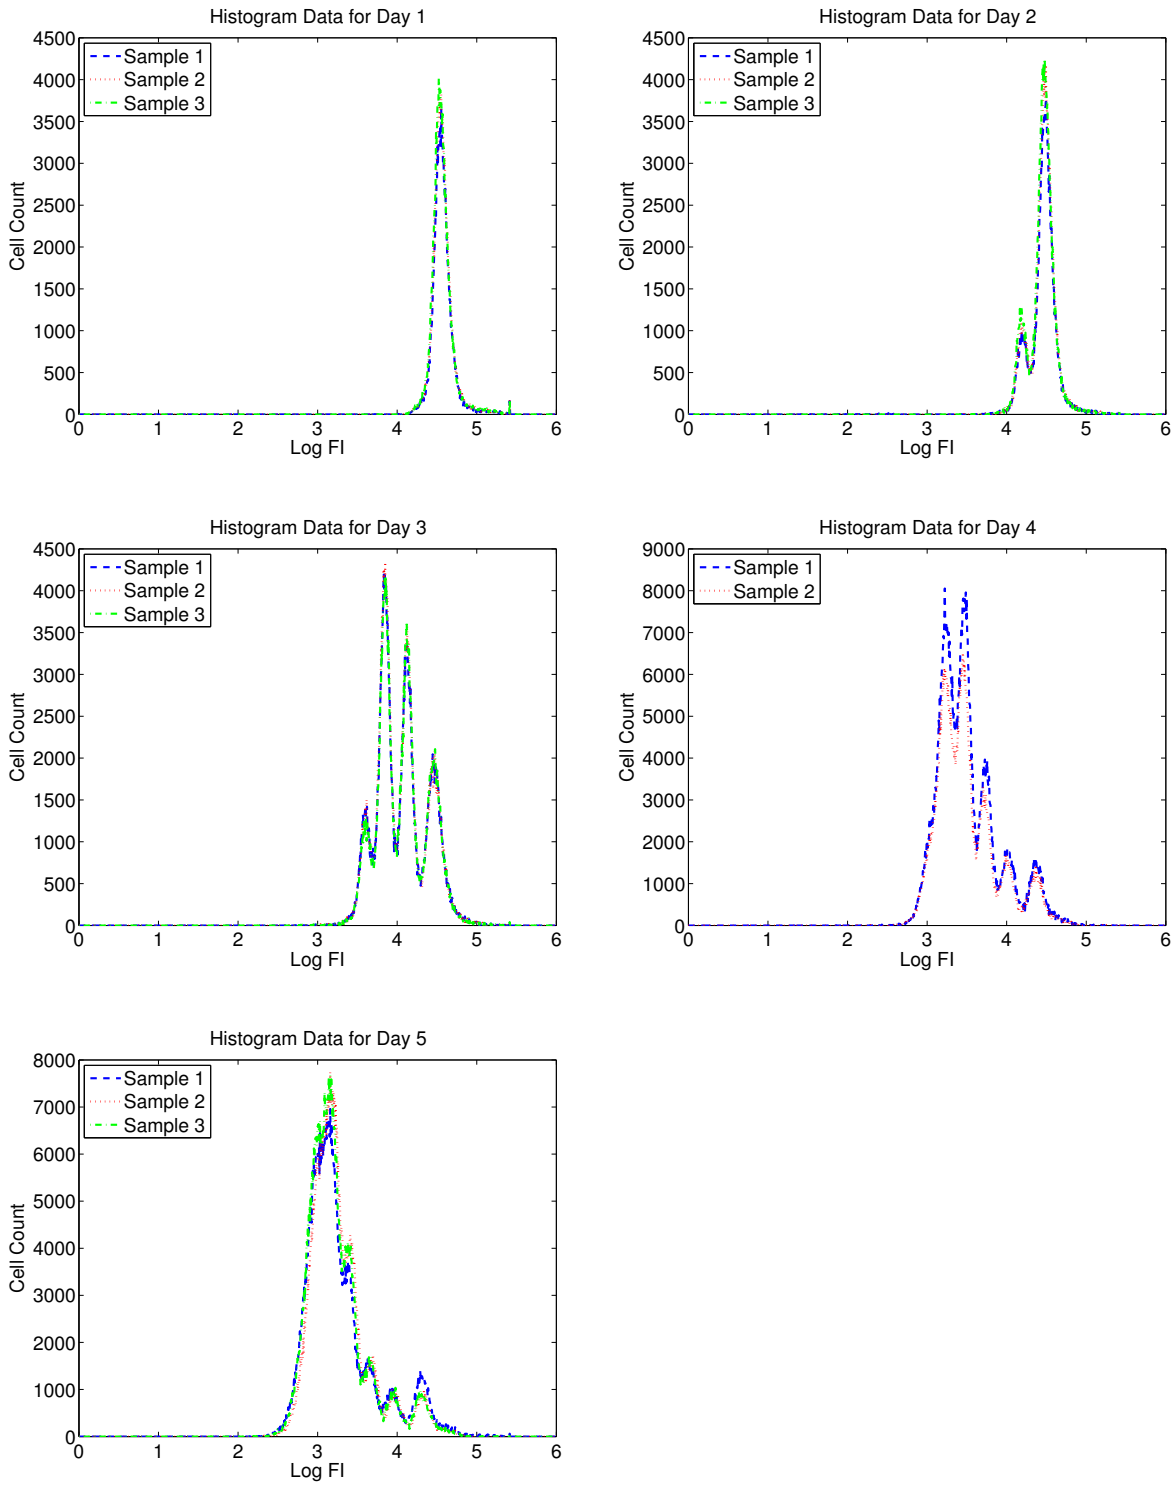 Histogram Data for Day 1
4500
4000
3500
3000
2500
2000
1500
1000
500
0
Cell Count
Sample 1
Sample 2
Sample 3
0 1 2 3 4 5 6
Log FI
Histogram Data for Day 2
4500
4000
3500
3000
2500
2000
1500
1000
500
0
Cell Count
Sample 1
Sample 2
Sample 3
0 1 2 3 4 5 6
Log FI
Histogram Data for Day 3
4500
4000
3500
3000
2500
2000
1500
1000
500
0
Cell Count
Sample 1
Sample 2
Sample 3
0 1 2 3 4 5 6
Log FI
Histogram Data for Day 4
9000
8000
7000
6000
5000
4000
3000
2000
1000
0
Cell Count
Sample 1
Sample 2
0 1 2 3 4 5 6
Log FI
Histogram Data for Day 5
8000
7000
6000
5000
4000
3000
2000
1000
0
Cell Count
Sample 1
Sample 2
Sample 3
0 1 2 3 4 5 6
Log FI